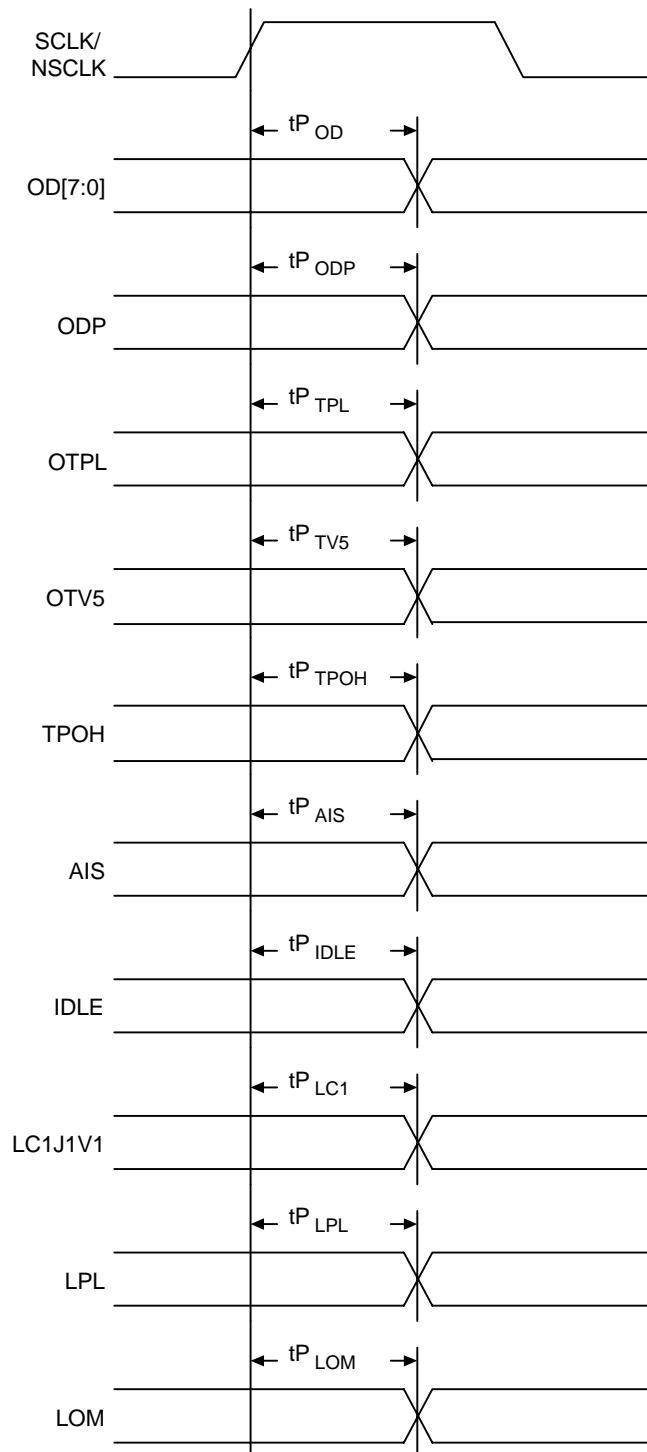 SCLK/
NSCLK
tP OD
OD[7:0]
tP ODP
ODP
tP TPL
OTPL
tP TV5
OTV5
tP TPOH
TPOH
tP AIS
AIS
tP IDLE
IDLE
tP LC1
LC1J1V1
tP LPL
LPL
tP LOM
LOM